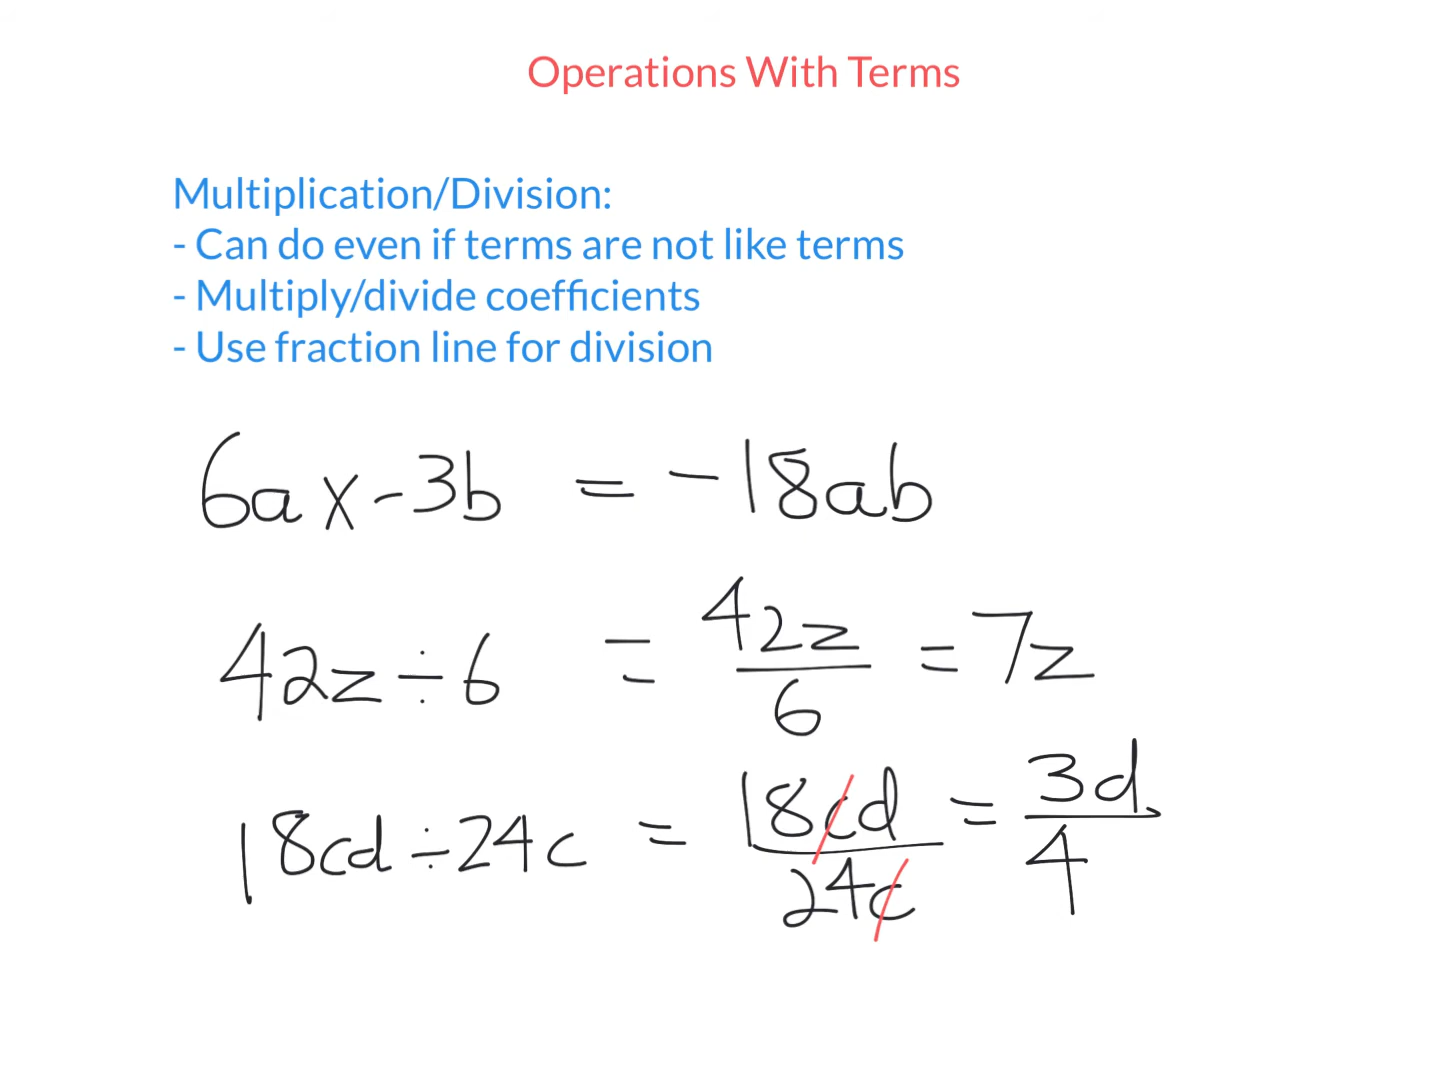 Operations With Terms
Multiplication/Division:
- Can do even if terms are not like terms
- Multiply/divide coefficients
- Use fraction line for division
6a x -3b = -18ab
42z ÷ 6 = 42z/6 = 7z
18cd ÷ 24c = 18cd/24c = 3d/4